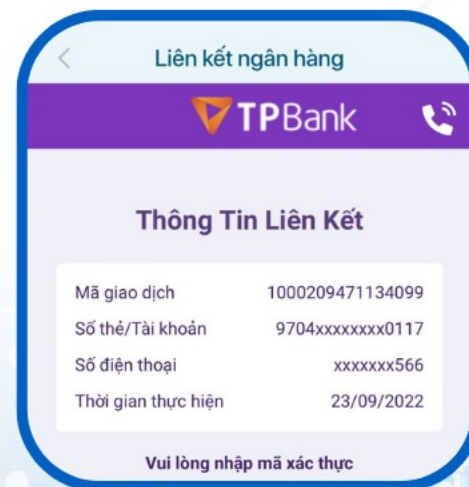 Liên kết ngân hàng
TPBank
Thông Tin Liên Kết
Mã giao dịch 1000209471134099
Số thẻ/Tài khoản 9704xxxxxxxx0117
Số điện thoại xxxxxxx566
Thời gian thực hiện 23/09/2022
Vui lòng nhập mã xác thực